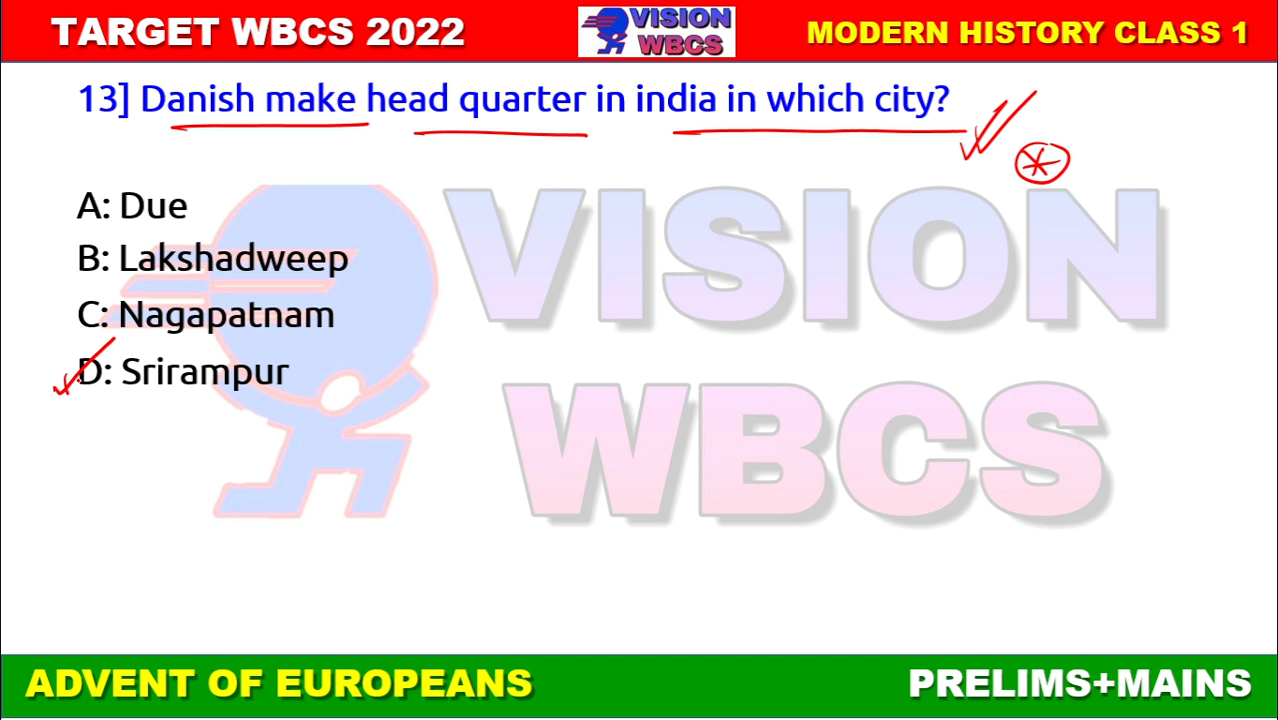 TARGET WBCS 2022
VISION
WBCS
MODERN HISTORY CLASS 1
13] Danish make head quarter in india in which city?
A: Due
B: Lakshadweep
C: Nagapatnam
D: Srirampur
VISION
WBCS
ADVENT OF EUROPEANS
PRELIMS+MAINS